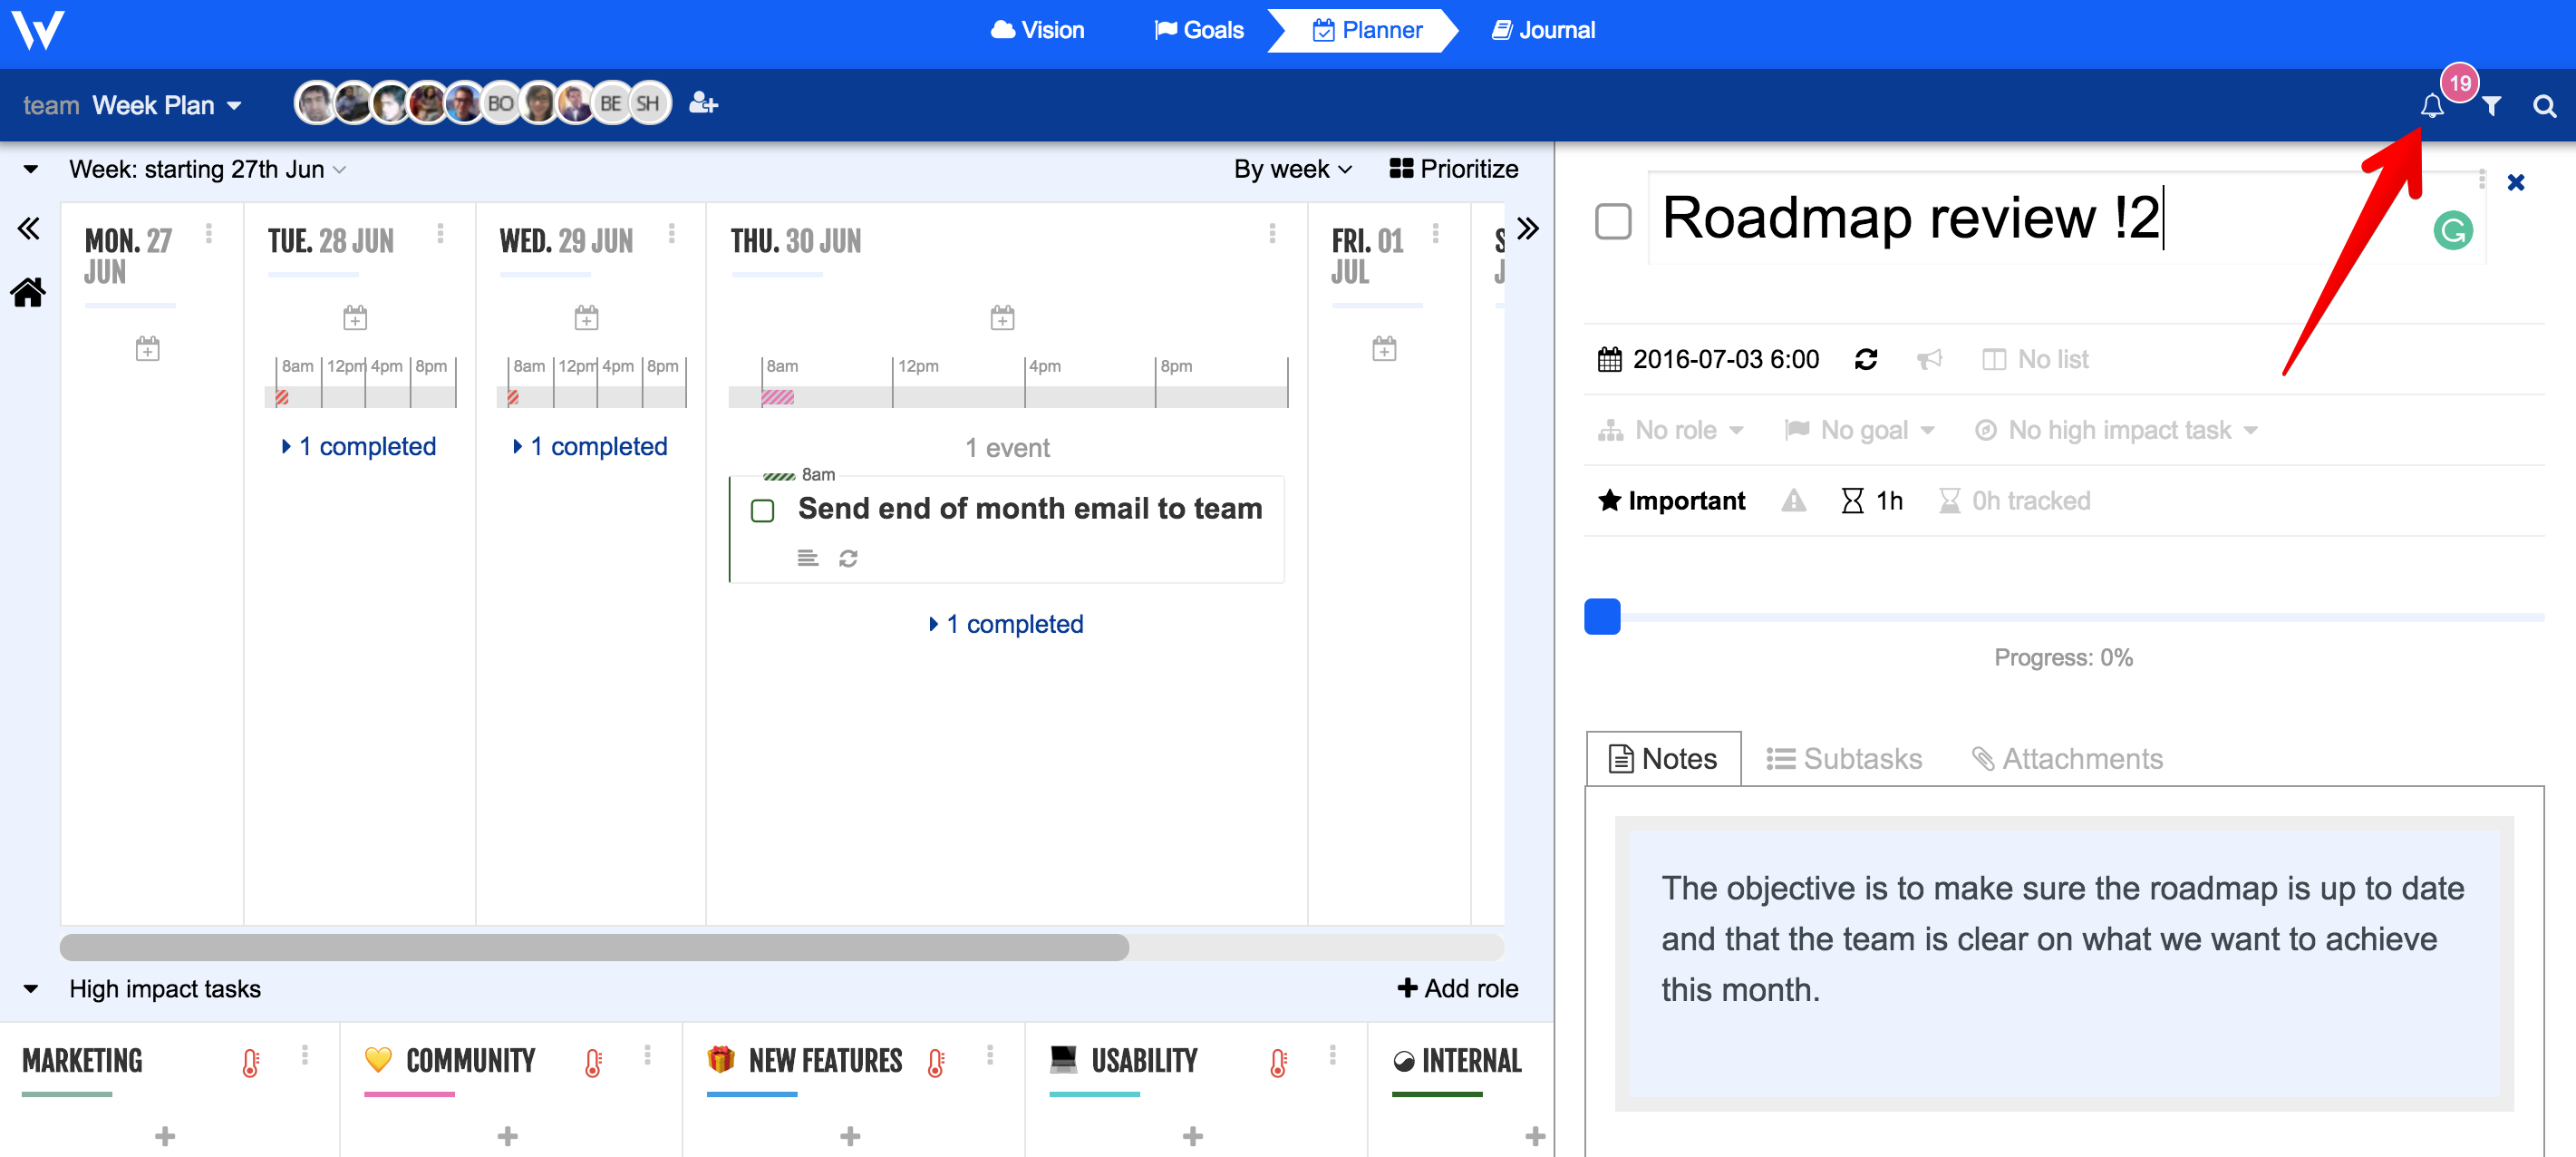 Vision
Goals
Planner
Journal
team Week Plan
BO
BE
SH
19
Week: starting 27th Jun
By week
Prioritize
MON. 27 JUN
TUE. 28 JUN
8am 12pm 4pm 8pm
1 completed
WED. 29 JUN
8am 12pm 4pm 8pm
1 completed
THU. 30 JUN
8am 12pm 4pm 8pm
1 event
8am
Send end of month email to team
1 completed
FRI. 01 JUL
High impact tasks
Add role
MARKETING
COMMUNITY
NEW FEATURES
USABILITY
INTERNAL
Roadmap review !2
2016-07-03 6:00
No list
No role
No goal
No high impact task
Important
1h
0h tracked
Progress: 0%
Notes
Subtasks
Attachments
The objective is to make sure the roadmap is up to date
and that the team is clear on what we want to achieve
this month.